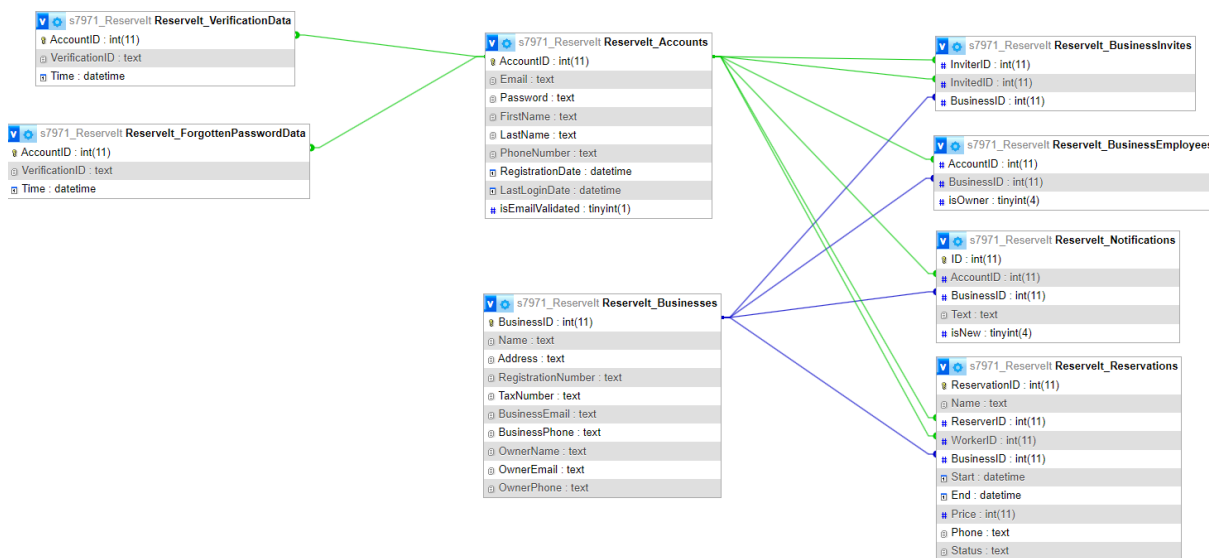 v s7971_ReserveIt ReserveIt_VerificationData
AccountID : int(11)
VerificationID : text
Time : datetime
v s7971_ReserveIt ReserveIt_ForgottenPasswordData
AccountID : int(11)
VerificationID : text
Time : datetime
v s7971_ReserveIt ReserveIt_Accounts
AccountID : int(11)
Email : text
Password : text
FirstName : text
LastName : text
PhoneNumber : text
RegistrationDate : datetime
LastLoginDate : datetime
# isEmailValidated : tinyint(1)
v s7971_ReserveIt ReserveIt_Businesses
BusinessID : int(11)
Name : text
Address : text
RegistrationNumber : text
TaxNumber : text
BusinessEmail : text
BusinessPhone : text
OwnerName : text
OwnerEmail : text
OwnerPhone : text
v s7971_ReserveIt ReserveIt_BusinessInvites
# InviterID : int(11)
# InvitedID : int(11)
# BusinessID : int(11)
v s7971_ReserveIt ReserveIt_BusinessEmployees
# AccountID : int(11)
# BusinessID : int(11)
# isOwner : tinyint(4)
v s7971_ReserveIt ReserveIt_Notifications
ID : int(11)
# AccountID : int(11)
# BusinessID : int(11)
Text : text
# isNew : tinyint(4)
v s7971_ReserveIt ReserveIt_Reservations
ReservationID : int(11)
Name : text
# ReserverID : int(11)
# WorkerID : int(11)
# BusinessID : int(11)
Start : datetime
End : datetime
# Price : int(11)
Phone : text
Status : text